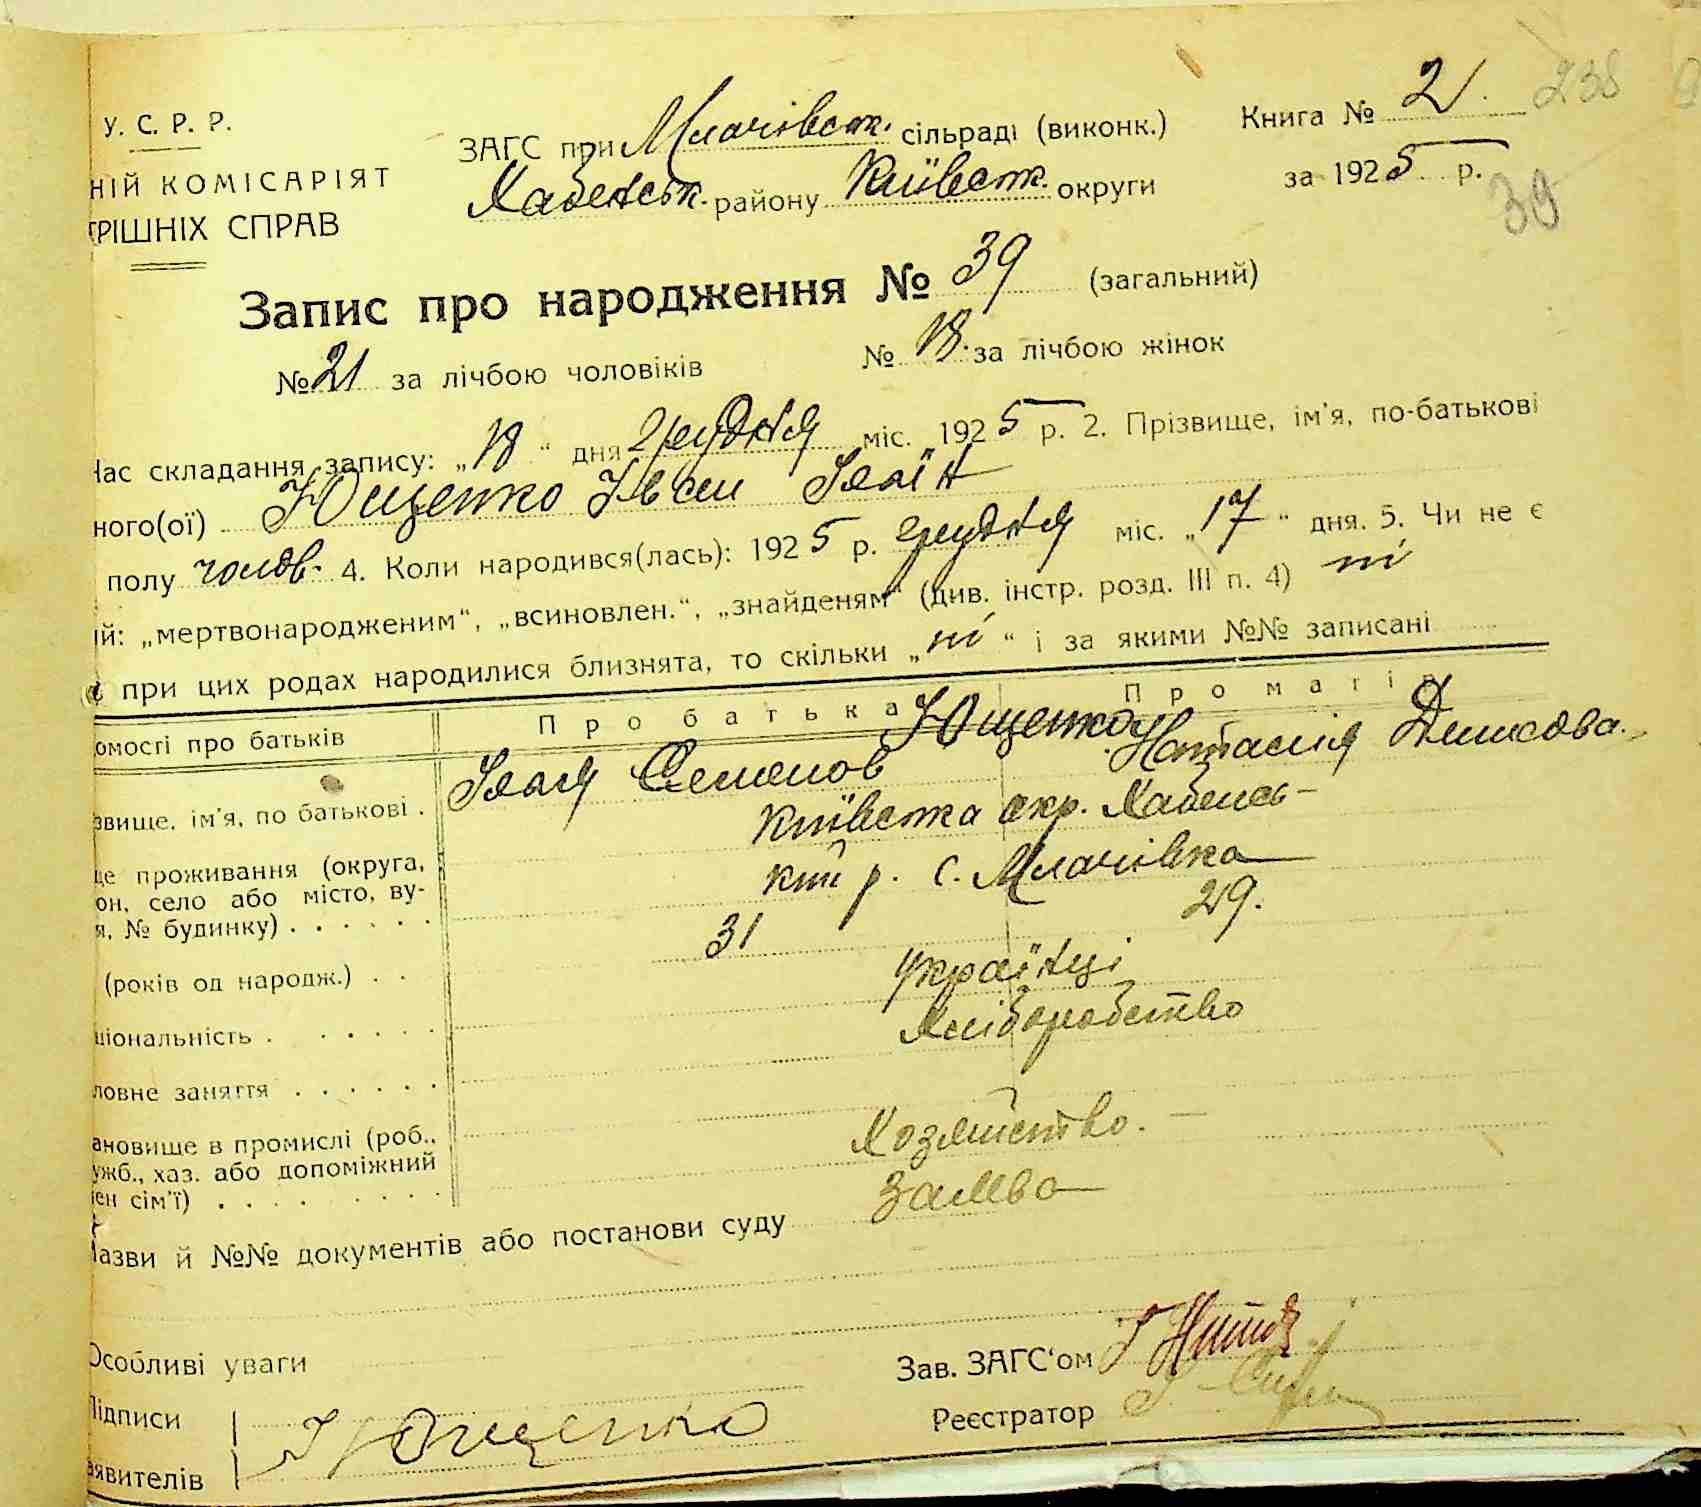 У. С. Р. Р.
ній комісаріят
трішніх справ
ЗАГС при Млачівськ. сільраді (виконк.)
Хабенськ. району Київськ. округи
Книга № 2 238
за 1925 р.
39
Запис про народження № 39 (загальний)
№ 21 за лічбою чоловіків № 18. за лічбою жінок
Час складання запису: „18“ дня грудня міс. 1925 р. 2. Прізвище, ім'я, по-батькові
ного(ої) Ющенко Іван Ілліч
полу чолов. 4. Коли народився(лась): 1925 р. грудня міс. „17“ дня. 5. Чи не є
ій: „мертвонародженим“, „всиновлен.“, „знайденям“ (див. інстр. розд. III п. 4) ні
при цих родах народилися близнята, то скільки „ні“ і за якими №№ записані
омості про батьків Про батька Про матір
Ющенко
звище, ім'я, по батькові . Ілля Семенов Наталія Денисова.
Київська окр. Хабенсь-
це проживання (округа,
он, село або місто, ву-
я, № будинку) . . . . . .
кий р. с. Млачівка
(років од народж.) . . 31 29.
ціональність . . . . . . українці
ловне заняття . . . . . . Хліборобство
ановище в промислі (роб.,
ужб., хаз. або допоміжний
ен сім'ї) . . . . . . . . .
Хозяйство. —
Назви й №№ документів або постанови суду заява
Особливі уваги
Зав. ЗАГС'ом
Підписи
Реєстратор
аявителів І Ющенко